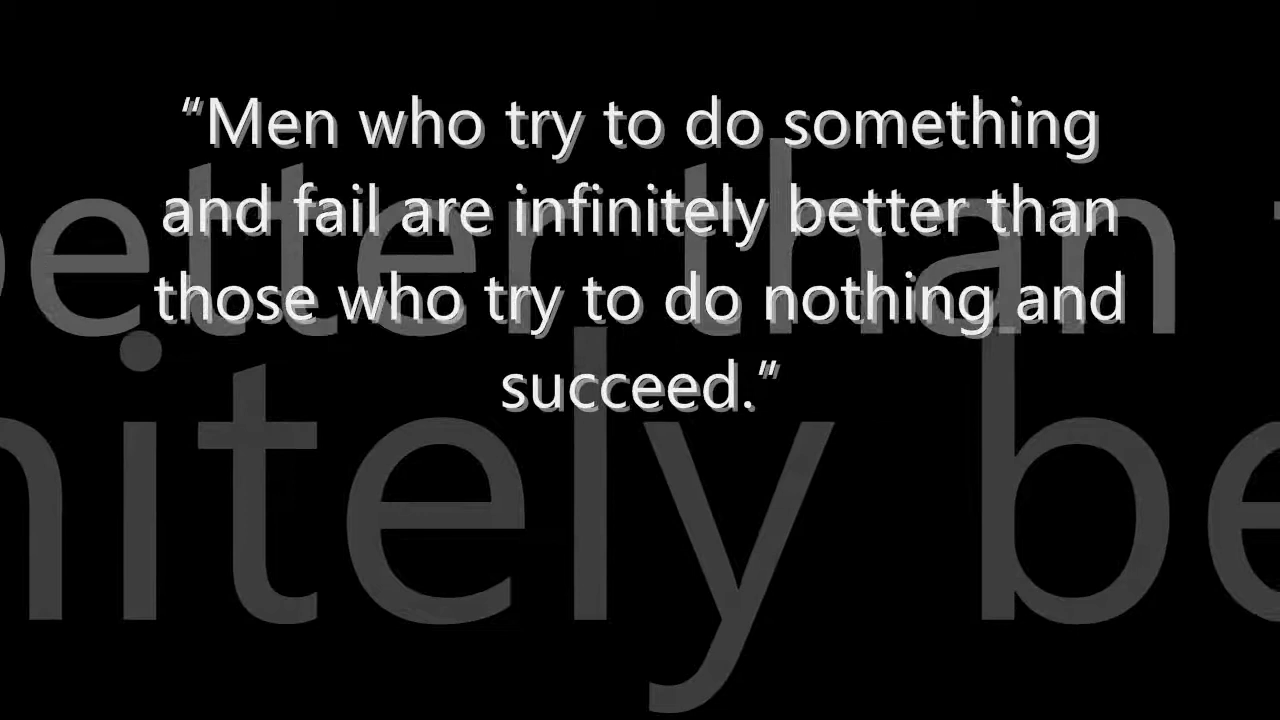 “Men who try to do something
and fail are infinitely better than
those who try to do nothing and
succeed.”
better than
nitely be